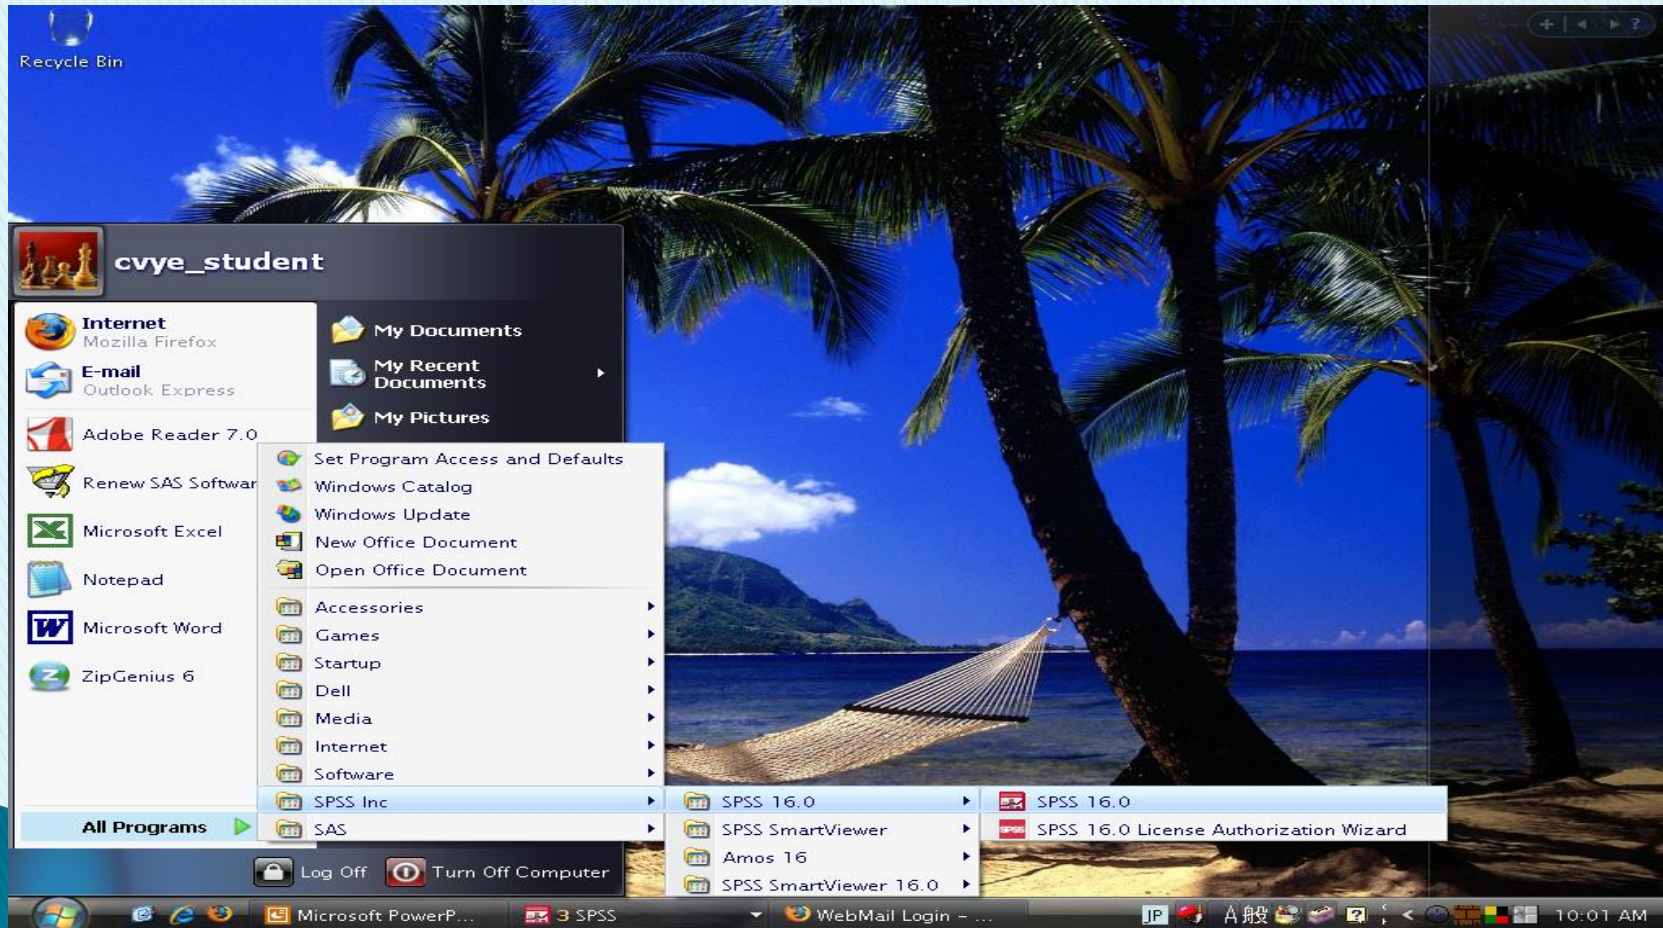 Recycle Bin
cvye_student
Internet
Mozilla Firefox
E-mail
Outlook Express
Adobe Reader 7.0
Renew SAS Softwar
Microsoft Excel
Notepad
Microsoft Word
ZipGenius 6
All Programs
My Documents
My Recent
Documents
My Pictures
Set Program Access and Defaults
Windows Catalog
Windows Update
New Office Document
Open Office Document
Accessories
Games
Startup
Dell
Media
Internet
Software
SPSS Inc
SAS
SPSS 16.0
SPSS SmartViewer
Amos 16
SPSS SmartViewer 16.0
SPSS 16.0
SPSS 16.0 License Authorization Wizard
Log Off
Turn Off Computer
Microsoft PowerP...
3 SPSS
WebMail Login - ...
JP
A 般
10:01 AM